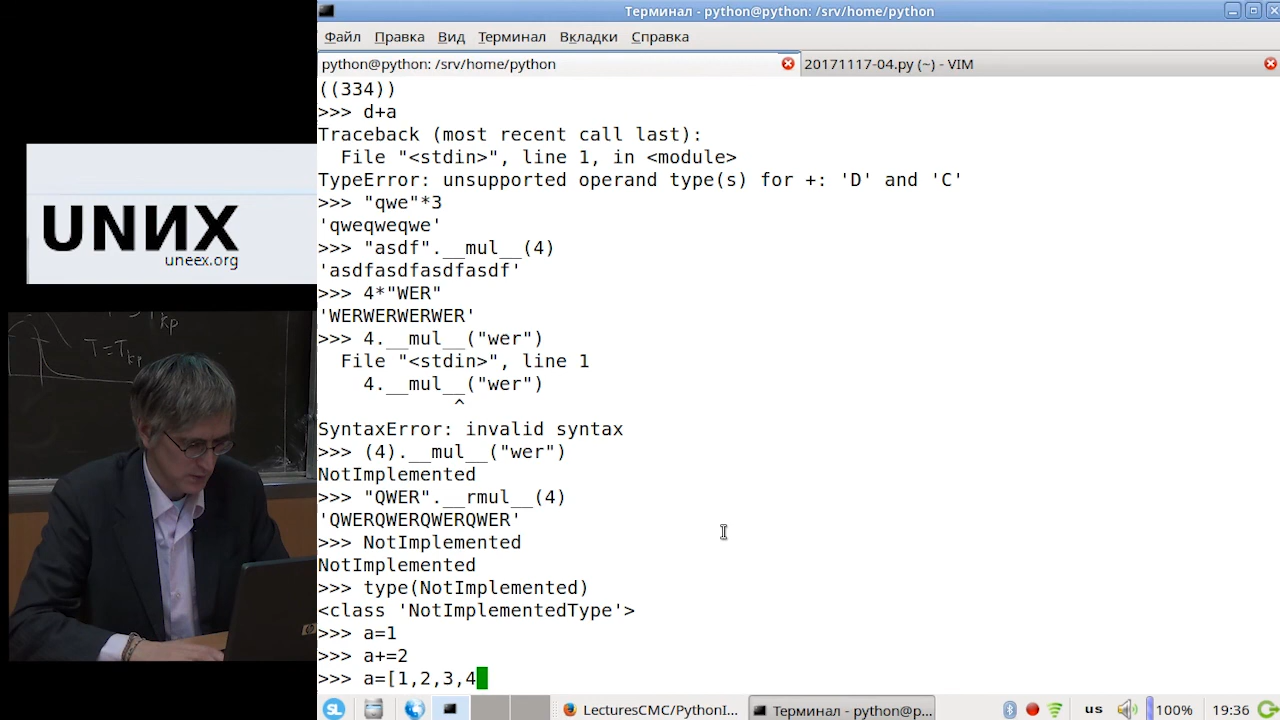 UNИX
uneex.org
T = Tкр
Терминал - python@python: /srv/home/python
Файл Правка Вид Терминал Вкладки Справка
python@python: /srv/home/python
20171117-04.py (~) - VIM
((334))
>>> d+a
Traceback (most recent call last):
  File "<stdin>", line 1, in <module>
TypeError: unsupported operand type(s) for +: 'D' and 'C'
>>> "qwe"*3
'qweqweqwe'
>>> "asdf".__mul__(4)
'asdfasdfasdfasdf'
>>> 4*"WER"
'WERWERWERWER'
>>> 4.__mul__("wer")
  File "<stdin>", line 1
    4.__mul__("wer")
            ^
SyntaxError: invalid syntax
>>> (4).__mul__("wer")
NotImplemented
>>> "QWER".__rmul__(4)
'QWERQWERQWERQWER'
>>> NotImplemented
NotImplemented
>>> type(NotImplemented)
<class 'NotImplementedType'>
>>> a=1
>>> a+=2
>>> a=[1,2,3,4
LecturesCMC/PythonI...
Терминал - python@p...
us
100%
19:36